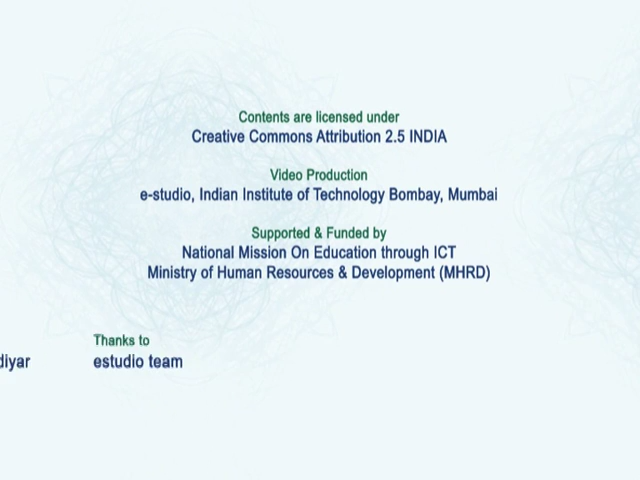 Contents are licensed under
Creative Commons Attribution 2.5 INDIA
Video Production
e-studio, Indian Institute of Technology Bombay, Mumbai
Supported & Funded by
National Mission On Education through ICT
Ministry of Human Resources & Development (MHRD)
Thanks to
estudio team